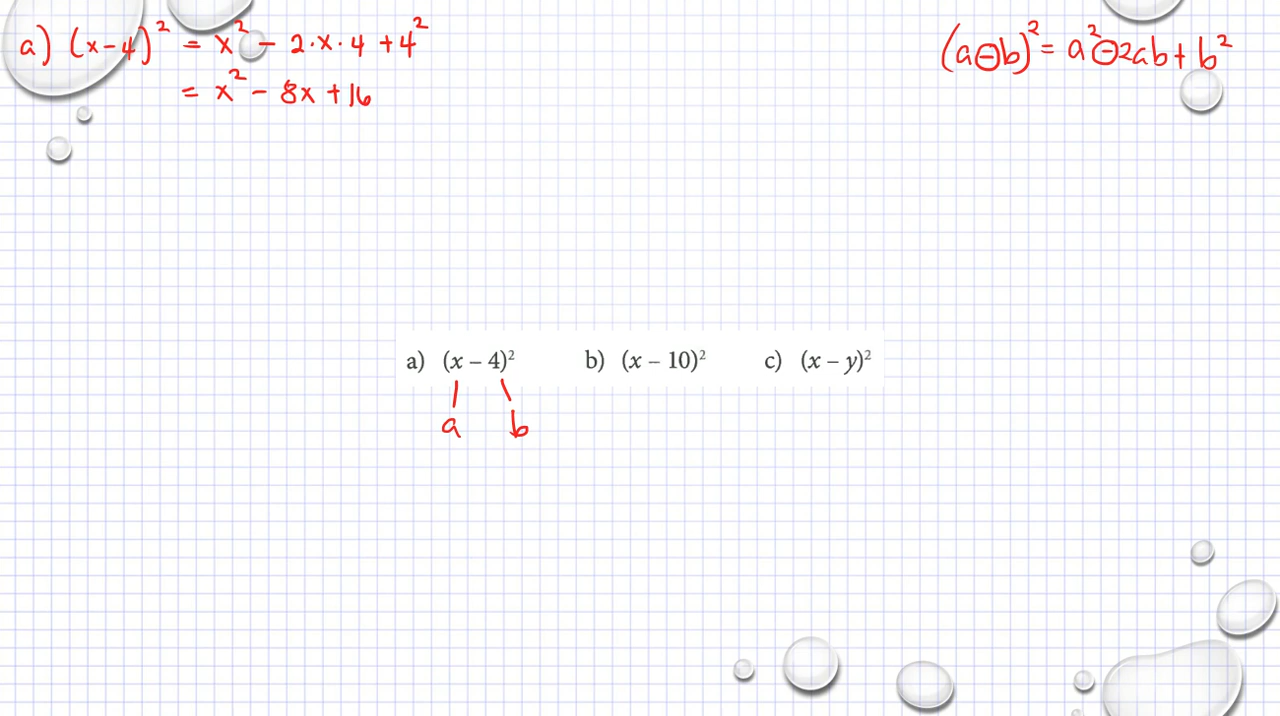 a) (x-4)² = x² - 2·x·4 + 4²
= x² - 8x + 16
(a-b)² = a² - 2ab + b²
a) (x – 4)² b) (x – 10)² c) (x – y)²
a b